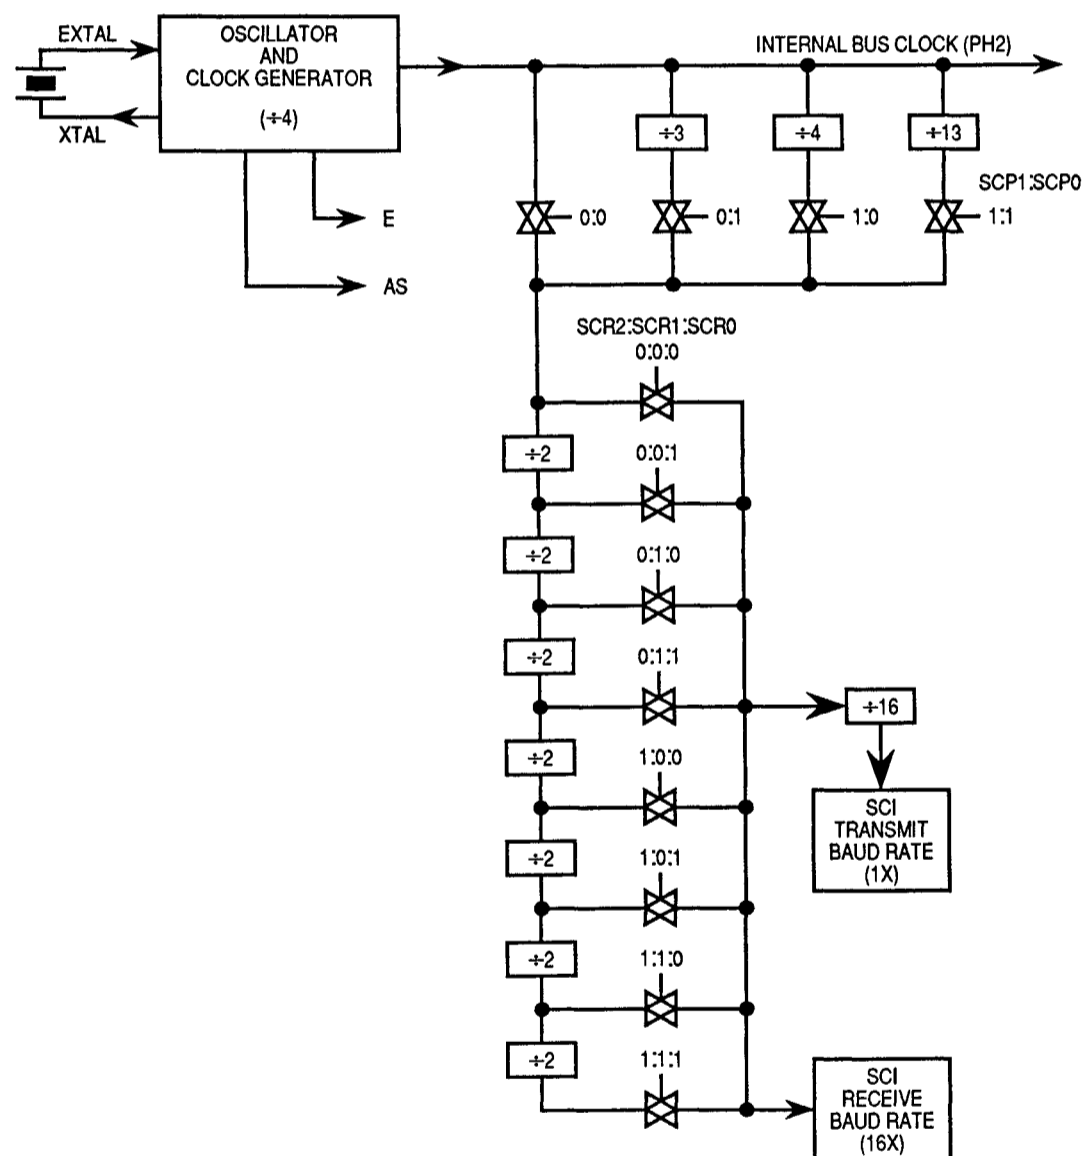 EXTAL
XTAL
OSCILLATOR
AND
CLOCK GENERATOR
(÷4)
INTERNAL BUS CLOCK (PH2)
÷3
÷4
÷13
SCP1:SCP0
0:0
0:1
1:0
1:1
E
AS
SCR2:SCR1:SCR0
0:0:0
÷2
0:0:1
÷2
0:1:0
÷2
0:1:1
÷16
÷2
1:0:0
SCI
TRANSMIT
BAUD RATE
(1X)
÷2
1:0:1
÷2
1:1:0
÷2
1:1:1
SCI
RECEIVE
BAUD RATE
(16X)